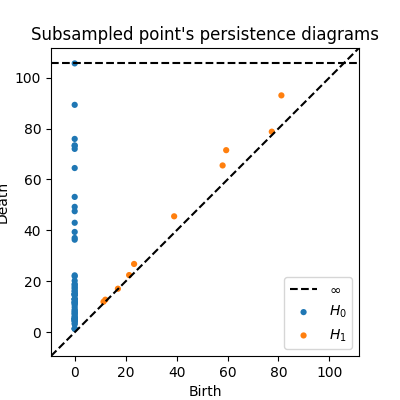 Subsampled point's persistence diagrams
Death
100
80
60
40
20
0
0 20 40 60 80 100
Birth
∞
H₀
H₁